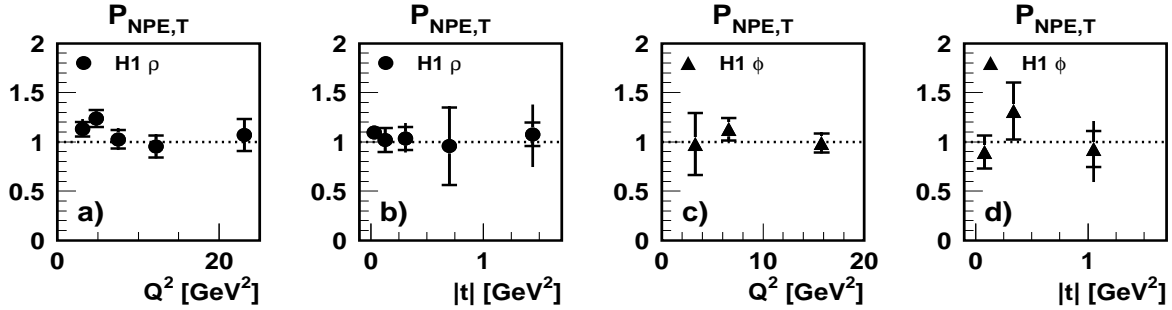 P_NPE,T
2
1.5
1
0.5
0
H1 ρ
a)
0
20
Q² [GeV²]
P_NPE,T
2
1.5
1
0.5
0
H1 ρ
b)
0
1
|t| [GeV²]
P_NPE,T
2
1.5
1
0.5
0
H1 φ
c)
0
10
20
Q² [GeV²]
P_NPE,T
2
1.5
1
0.5
0
H1 φ
d)
0
1
|t| [GeV²]